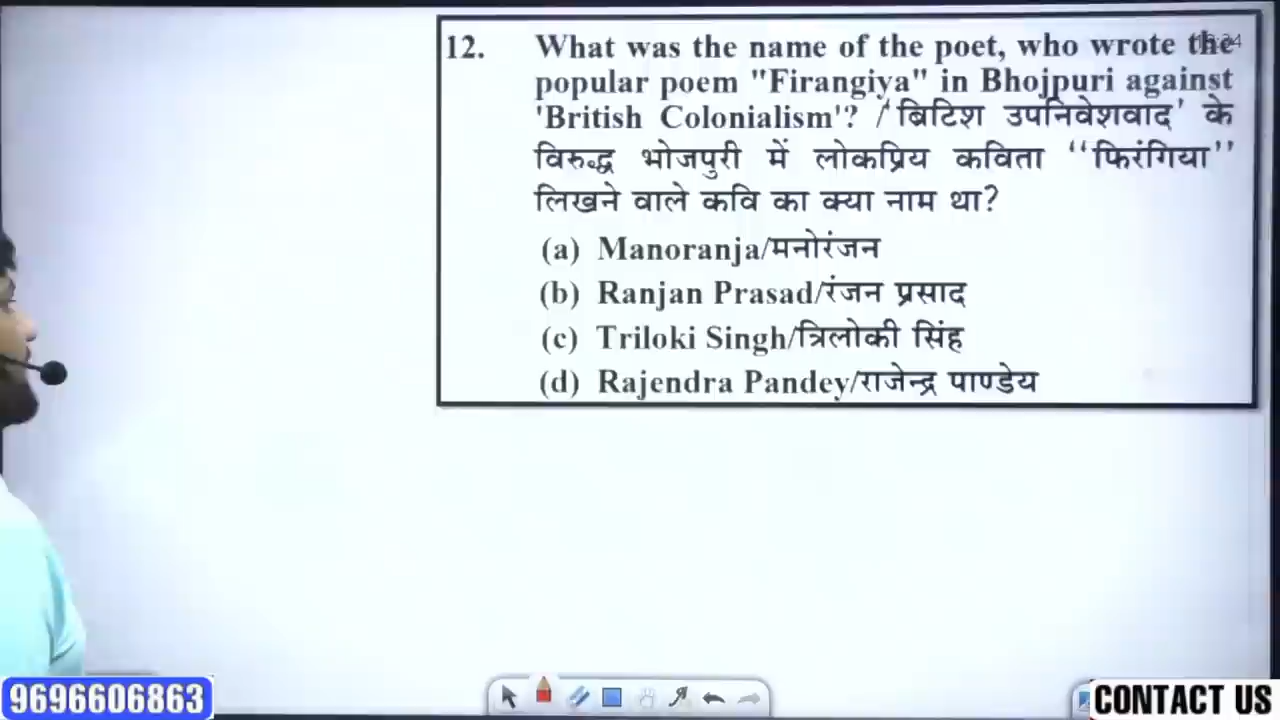 12. What was the name of the poet, who wrote the
popular poem "Firangiya" in Bhojpuri against
'British Colonialism'? / 'ब्रिटिश उपनिवेशवाद' के
विरुद्ध भोजपुरी में लोकप्रिय कविता ‘‘फिरंगिया’’
लिखने वाले कवि का क्या नाम था?
(a) Manoranja/मनोरंजन
(b) Ranjan Prasad/रंजन प्रसाद
(c) Triloki Singh/त्रिलोकी सिंह
(d) Rajendra Pandey/राजेन्द्र पाण्डेय
9696606863
CONTACT US